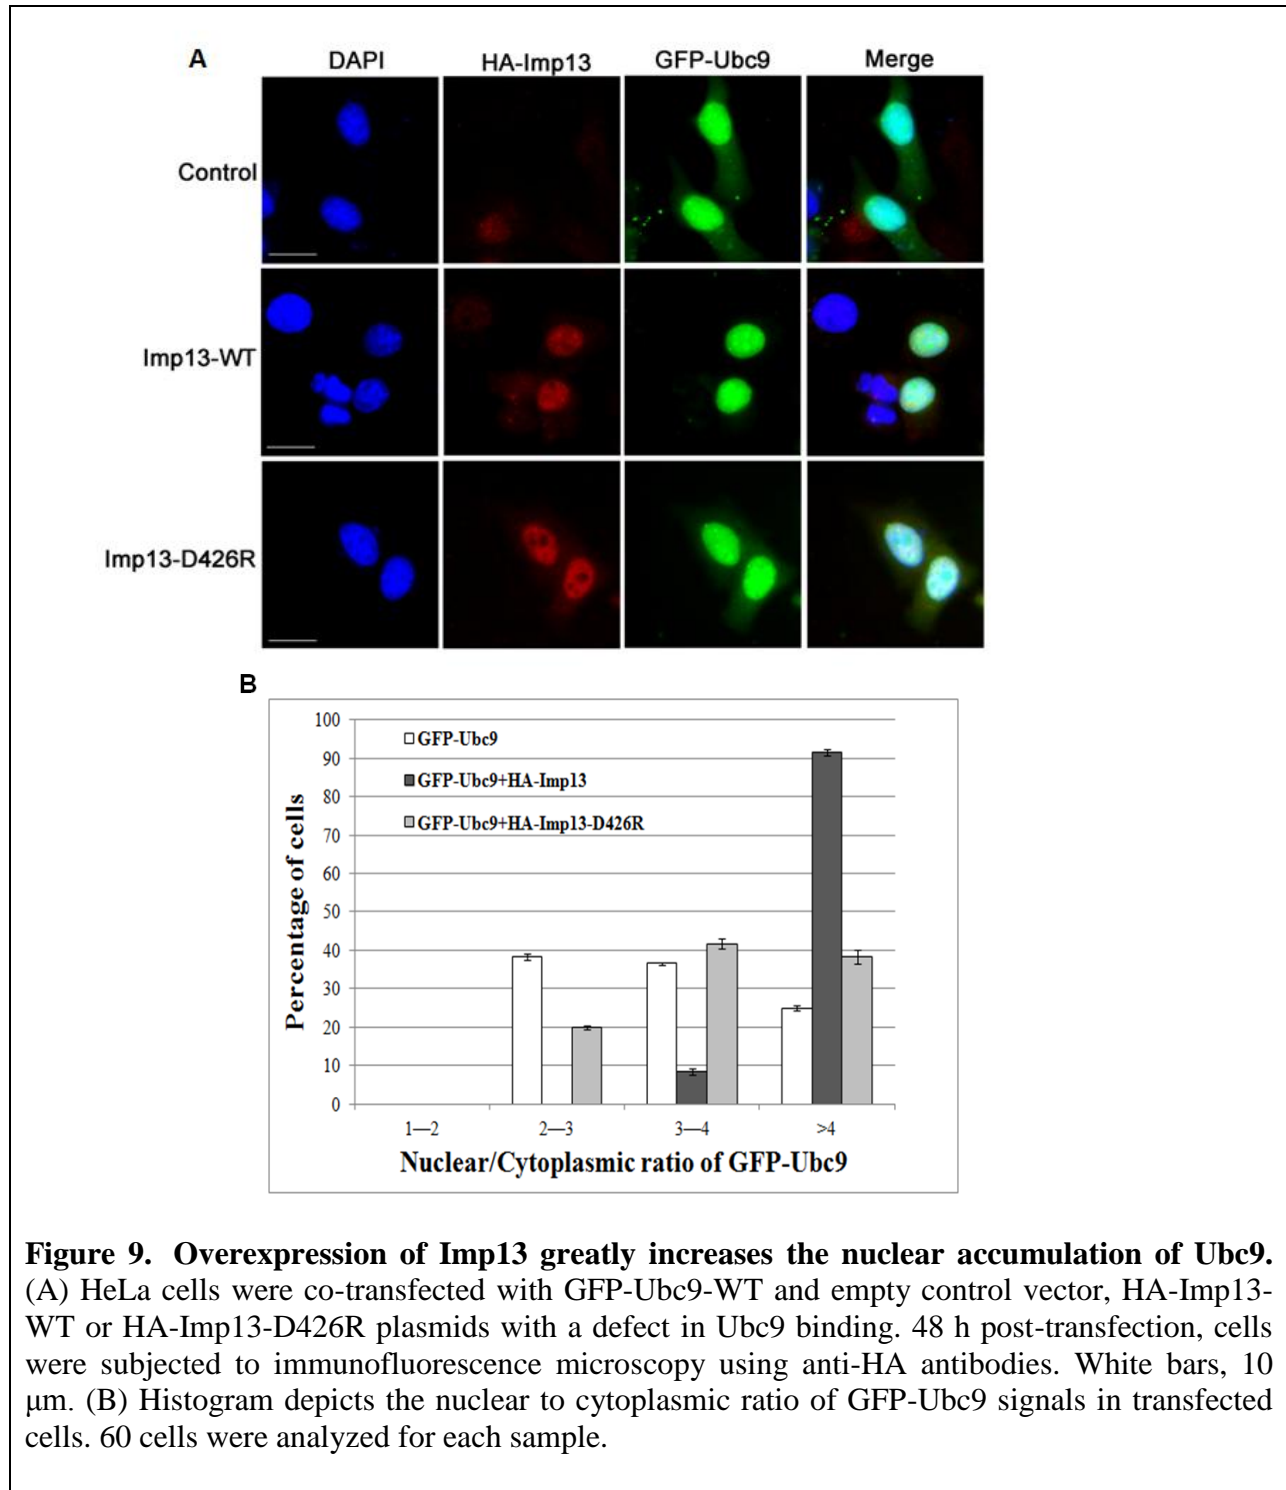 A
DAPI HA-Imp13 GFP-Ubc9 Merge
Control
Imp13-WT
Imp13-D426R
B
Percentage of cells
100
90
80
70
60
50
40
30
20
10
0
GFP-Ubc9
GFP-Ubc9+HA-Imp13
GFP-Ubc9+HA-Imp13-D426R
1—2 2—3 3—4 >4
Nuclear/Cytoplasmic ratio of GFP-Ubc9
Figure 9. Overexpression of Imp13 greatly increases the nuclear accumulation of Ubc9.
(A) HeLa cells were co-transfected with GFP-Ubc9-WT and empty control vector, HA-Imp13-
WT or HA-Imp13-D426R plasmids with a defect in Ubc9 binding. 48 h post-transfection, cells
were subjected to immunofluorescence microscopy using anti-HA antibodies. White bars, 10
μm. (B) Histogram depicts the nuclear to cytoplasmic ratio of GFP-Ubc9 signals in transfected
cells. 60 cells were analyzed for each sample.